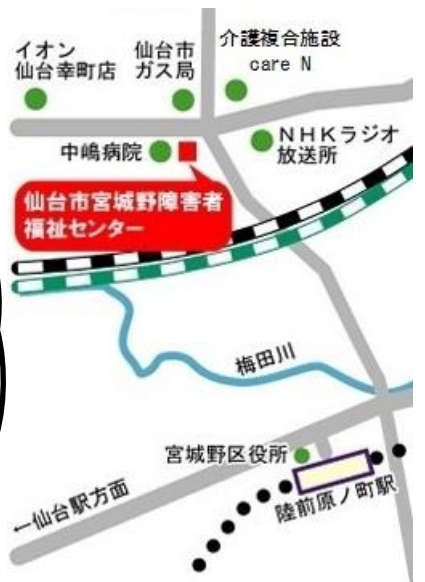 イオン
仙台幸町店
仙台市
ガス局
介護複合施設
care N
中嶋病院
NHKラジオ
放送所
仙台市宮城野障害者
福祉センター
梅田川
宮城野区役所
←仙台駅方面
陸前原ノ町駅